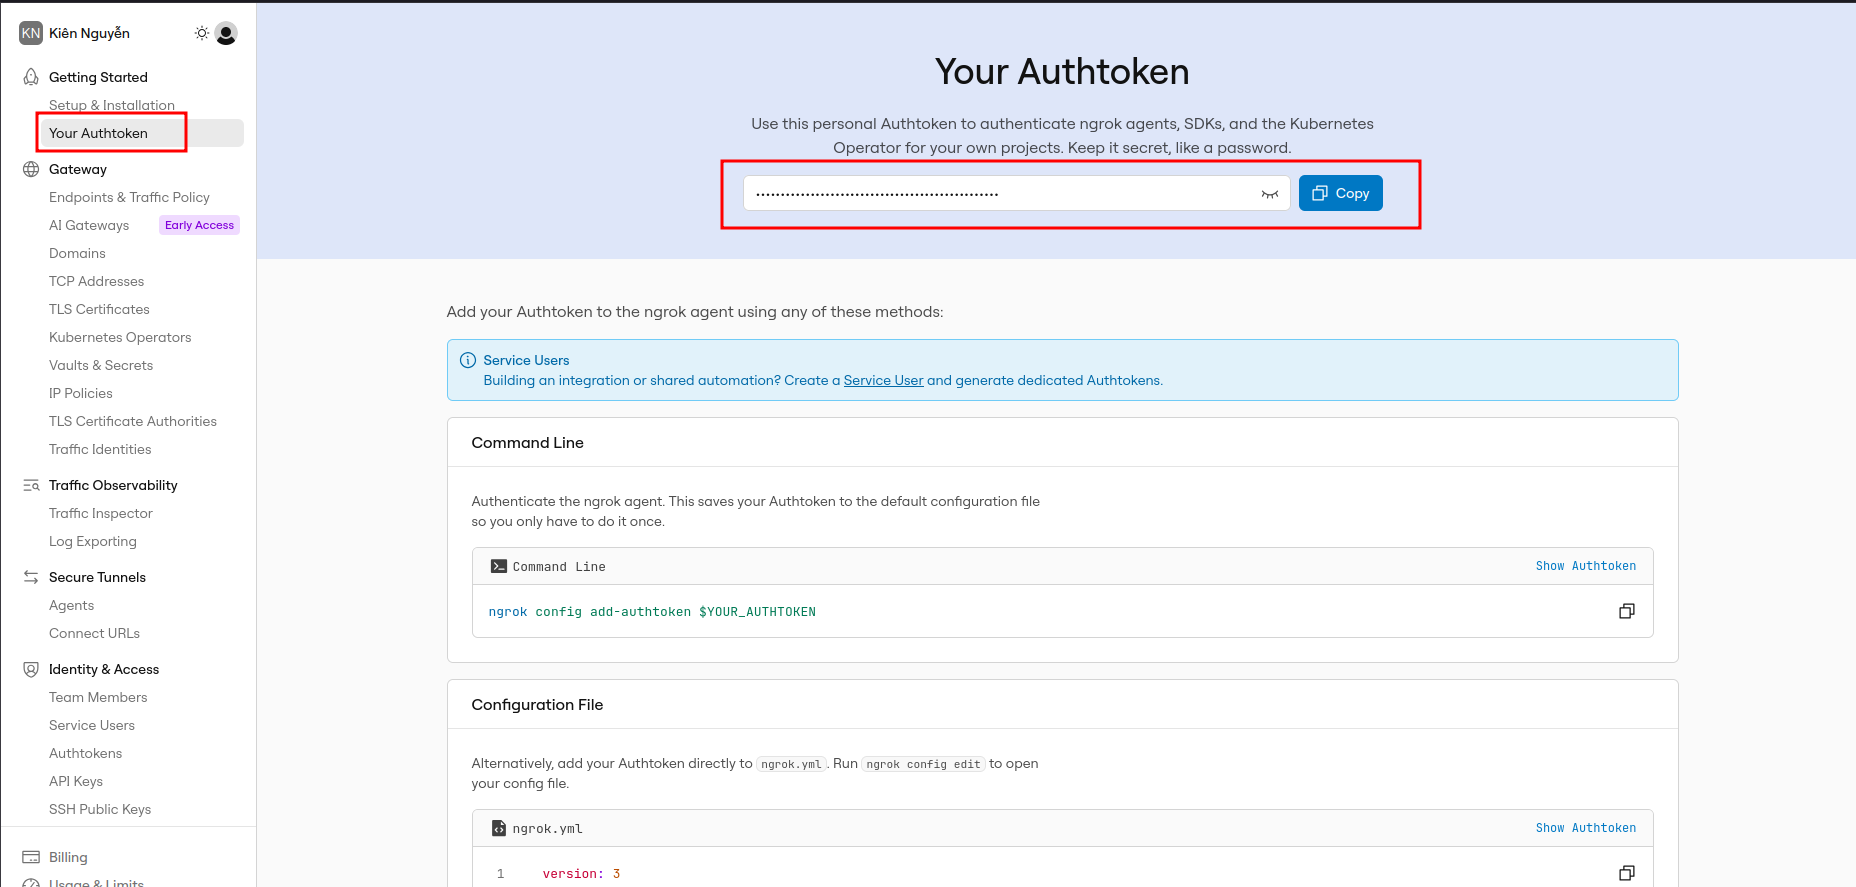 KN Kiên Nguyễn
Getting Started
Setup & Installation
Your Authtoken
Gateway
Endpoints & Traffic Policy
AI Gateways Early Access
Domains
TCP Addresses
TLS Certificates
Kubernetes Operators
Vaults & Secrets
IP Policies
TLS Certificate Authorities
Traffic Identities
Traffic Observability
Traffic Inspector
Log Exporting
Secure Tunnels
Agents
Connect URLs
Identity & Access
Team Members
Service Users
Authtokens
API Keys
SSH Public Keys
Billing
Usage & Limits
Your Authtoken
Use this personal Authtoken to authenticate ngrok agents, SDKs, and the Kubernetes
Operator for your own projects. Keep it secret, like a password.
Copy
Add your Authtoken to the ngrok agent using any of these methods:
Service Users
Building an integration or shared automation? Create a Service User and generate dedicated Authtokens.
Command Line
Authenticate the ngrok agent. This saves your Authtoken to the default configuration file
so you only have to do it once.
Command Line Show Authtoken
ngrok config add-authtoken $YOUR_AUTHTOKEN
Configuration File
Alternatively, add your Authtoken directly to ngrok.yml. Run ngrok config edit to open
your config file.
ngrok.yml Show Authtoken
1 version: 3